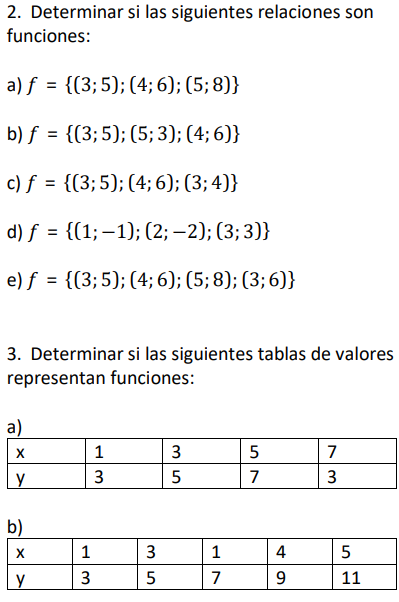 2. Determinar si las siguientes relaciones son
funciones:
a) f = {(3; 5); (4; 6); (5; 8)}
b) f = {(3; 5); (5; 3); (4; 6)}
c) f = {(3; 5); (4; 6); (3; 4)}
d) f = {(1; −1); (2; −2); (3; 3)}
e) f = {(3; 5); (4; 6); (5; 8); (3; 6)}
3. Determinar si las siguientes tablas de valores
representan funciones:
a)
x 1 3 5 7
y 3 5 7 3
b)
x 1 3 1 4 5
y 3 5 7 9 11